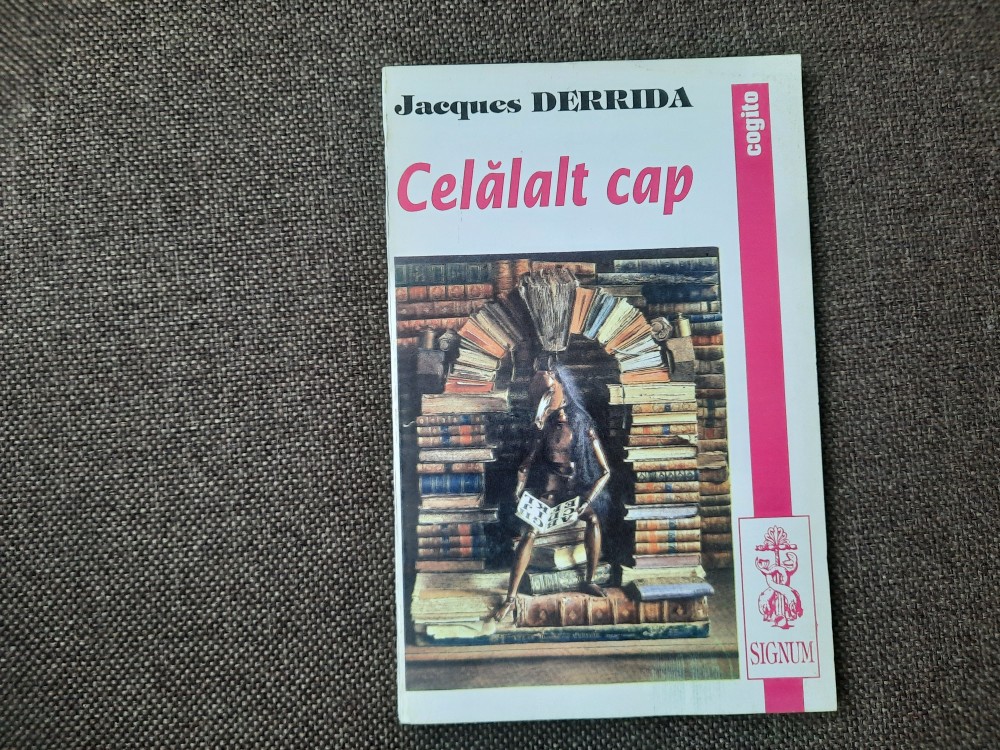 Jacques DERRIDA
Celălalt cap
cogito
SIGNUM